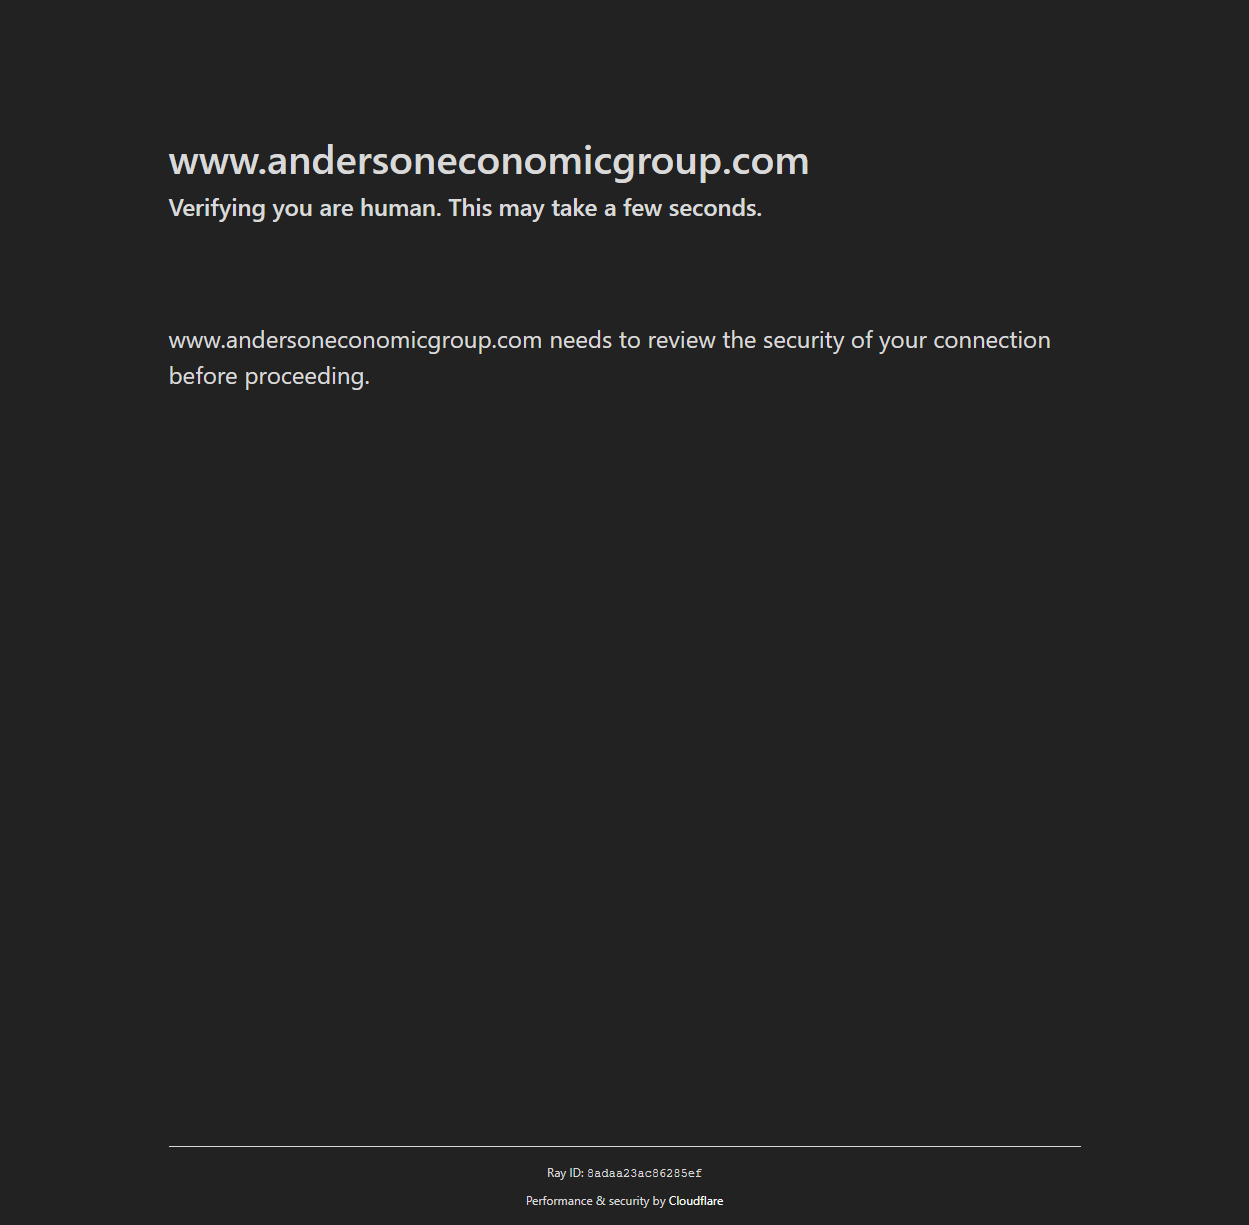 www.andersoneconomicgroup.com
Verifying you are human. This may take a few seconds.
www.andersoneconomicgroup.com needs to review the security of your connection
before proceeding.
Ray ID: 8adaa23ac86285ef
Performance & security by Cloudflare